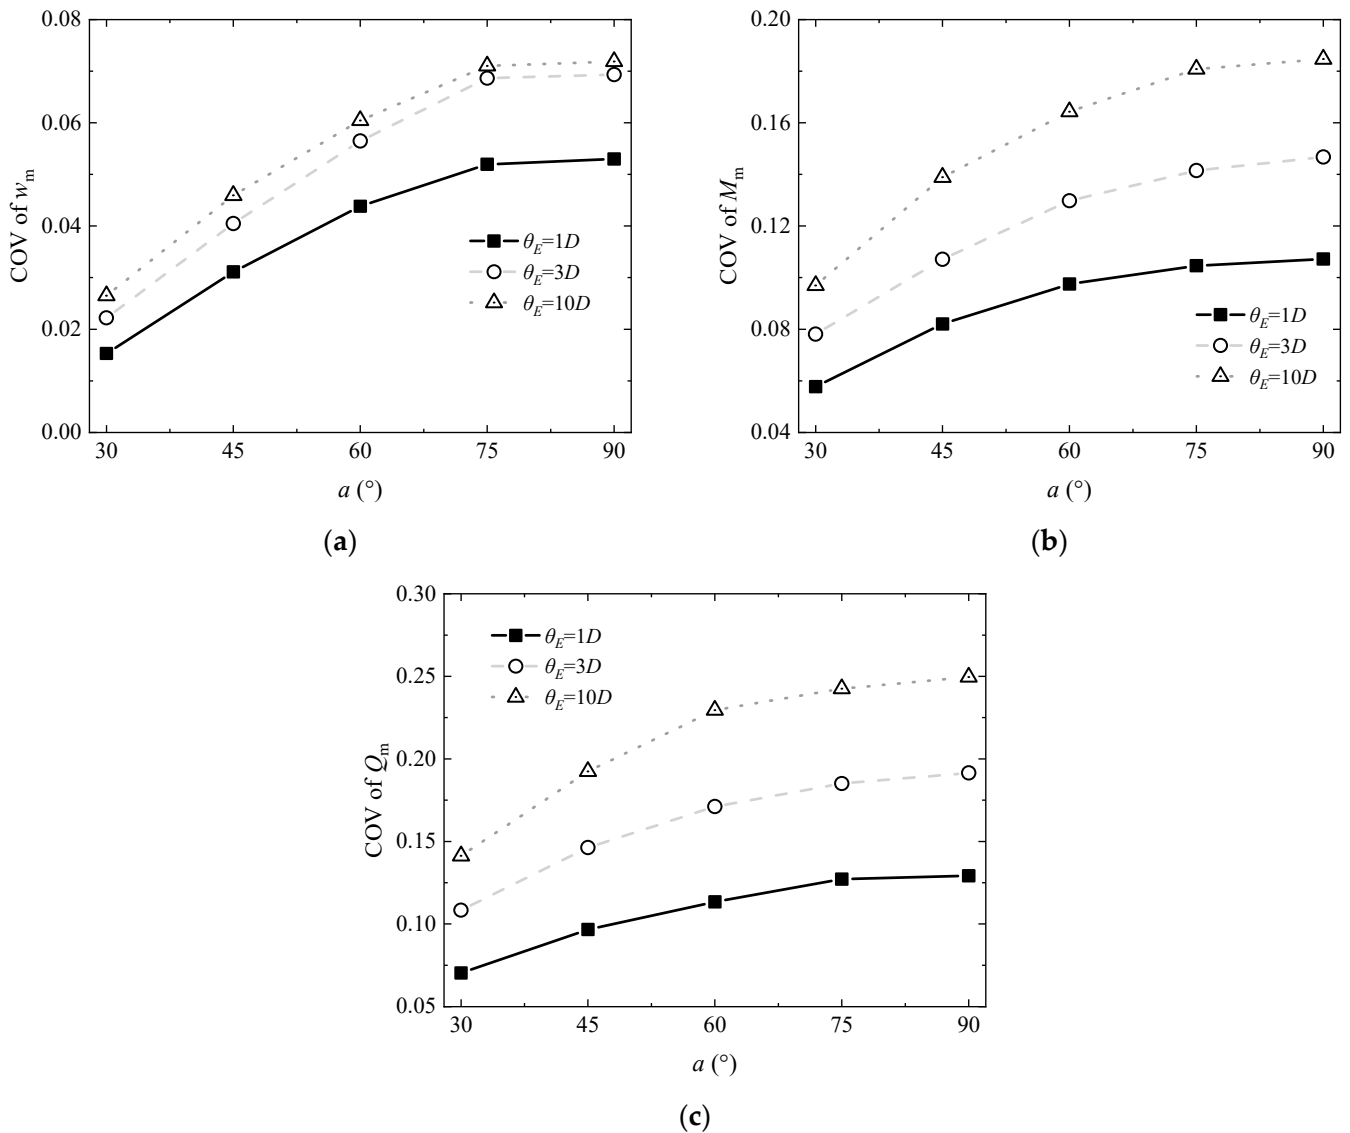 0.08
0.06
0.04
0.02
0.00
COV of wm
θE=1D
θE=3D
θE=10D
30 45 60 75 90
a (°)
(a)
0.20
0.16
0.12
0.08
0.04
COV of Mm
θE=1D
θE=3D
θE=10D
30 45 60 75 90
a (°)
(b)
0.30
0.25
0.20
0.15
0.10
0.05
COV of Qm
θE=1D
θE=3D
θE=10D
30 45 60 75 90
a (°)
(c)